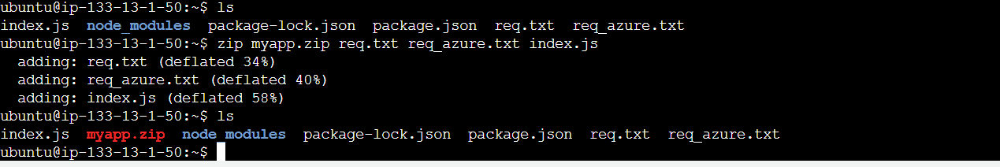 ubuntu@ip-133-13-1-50:~$ ls
index.js  node_modules  package-lock.json  package.json  req.txt  req_azure.txt
ubuntu@ip-133-13-1-50:~$ zip myapp.zip req.txt req_azure.txt index.js
  adding: req.txt (deflated 34%)
  adding: req_azure.txt (deflated 40%)
  adding: index.js (deflated 58%)
ubuntu@ip-133-13-1-50:~$ ls
index.js  myapp.zip  node_modules  package-lock.json  package.json  req.txt  req_azure.txt
ubuntu@ip-133-13-1-50:~$